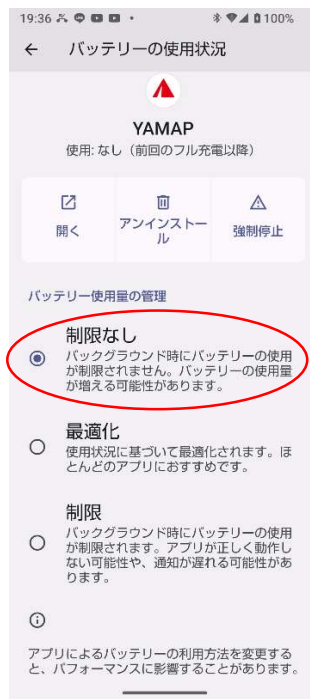 19:36 100%
← バッテリーの使用状況
YAMAP
使用: なし（前回のフル充電以降）
開く アンインストー 強制停止
ル
バッテリー使用量の管理
制限なし
バックグラウンド時にバッテリーの使用
が制限されません。バッテリーの使用量
が増える可能性があります。
最適化
使用状況に基づいて最適化されます。ほ
とんどのアプリにおすすめです。
制限
バックグラウンド時にバッテリーの使用
が制限されます。アプリが正しく動作し
ない可能性や、通知が遅れる可能性があ
ります。
アプリによるバッテリーの利用方法を変更する
と、パフォーマンスに影響することがあります。